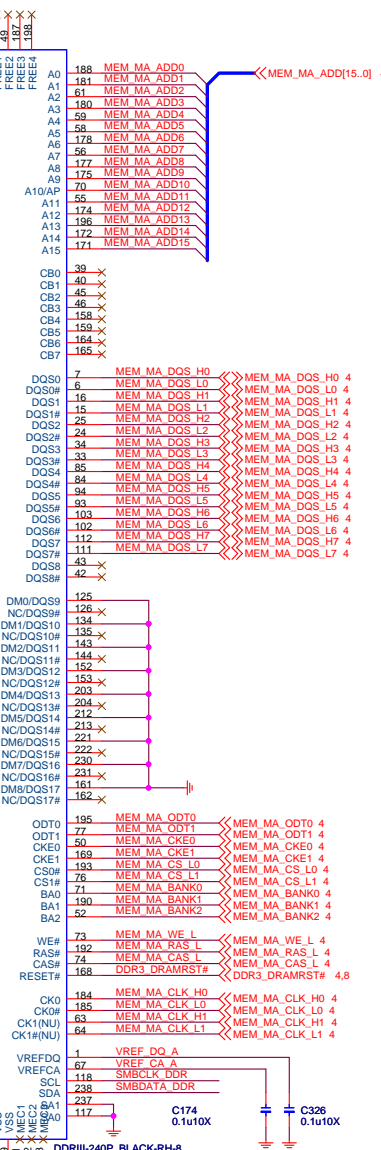 49
187
198
FREE2
FREE3
FREE4
A0 188 MEM_MA_ADD0
MEM_MA_ADD[15..0]
A1 181 MEM_MA_ADD1
A2 61 MEM_MA_ADD2
A3 180 MEM_MA_ADD3
A4 59 MEM_MA_ADD4
A5 58 MEM_MA_ADD5
A6 178 MEM_MA_ADD6
A7 56 MEM_MA_ADD7
A8 177 MEM_MA_ADD8
A9 175 MEM_MA_ADD9
A10/AP 70 MEM_MA_ADD10
A11 55 MEM_MA_ADD11
A12 174 MEM_MA_ADD12
A13 196 MEM_MA_ADD13
A14 172 MEM_MA_ADD14
A15 171 MEM_MA_ADD15
CB0 39
CB1 40
CB2 45
CB3 46
CB4 158
CB5 159
CB6 164
CB7 165
DQS0 7 MEM_MA_DQS_H0 MEM_MA_DQS_H0 4
DQS0# 6 MEM_MA_DQS_L0 MEM_MA_DQS_L0 4
DQS1 16 MEM_MA_DQS_H1 MEM_MA_DQS_H1 4
DQS1# 15 MEM_MA_DQS_L1 MEM_MA_DQS_L1 4
DQS2 25 MEM_MA_DQS_H2 MEM_MA_DQS_H2 4
DQS2# 24 MEM_MA_DQS_L2 MEM_MA_DQS_L2 4
DQS3 34 MEM_MA_DQS_H3 MEM_MA_DQS_H3 4
DQS3# 33 MEM_MA_DQS_L3 MEM_MA_DQS_L3 4
DQS4 85 MEM_MA_DQS_H4 MEM_MA_DQS_H4 4
DQS4# 84 MEM_MA_DQS_L4 MEM_MA_DQS_L4 4
DQS5 94 MEM_MA_DQS_H5 MEM_MA_DQS_H5 4
DQS5# 93 MEM_MA_DQS_L5 MEM_MA_DQS_L5 4
DQS6 103 MEM_MA_DQS_H6 MEM_MA_DQS_H6 4
DQS6# 102 MEM_MA_DQS_L6 MEM_MA_DQS_L6 4
DQS7 112 MEM_MA_DQS_H7 MEM_MA_DQS_H7 4
DQS7# 111 MEM_MA_DQS_L7 MEM_MA_DQS_L7 4
DQS8 43
DQS8# 42
DM0/DQS9 125
NC/DQS9# 126
DM1/DQS10 134
NC/DQS10# 135
DM2/DQS11 143
NC/DQS11# 144
DM3/DQS12 152
NC/DQS12# 153
DM4/DQS13 203
NC/DQS13# 204
DM5/DQS14 212
NC/DQS14# 213
DM6/DQS15 221
NC/DQS15# 222
DM7/DQS16 230
NC/DQS16# 231
DM8/DQS17 161
NC/DQS17# 162
ODT0 195 MEM_MA_ODT0 MEM_MA_ODT0 4
ODT1 77 MEM_MA_ODT1 MEM_MA_ODT1 4
CKE0 50 MEM_MA_CKE0 MEM_MA_CKE0 4
CKE1 169 MEM_MA_CKE1 MEM_MA_CKE1 4
CS0# 193 MEM_MA_CS_L0 MEM_MA_CS_L0 4
CS1# 76 MEM_MA_CS_L1 MEM_MA_CS_L1 4
BA0 71 MEM_MA_BANK0 MEM_MA_BANK0 4
BA1 190 MEM_MA_BANK1 MEM_MA_BANK1 4
BA2 52 MEM_MA_BANK2 MEM_MA_BANK2 4
WE# 73 MEM_MA_WE_L MEM_MA_WE_L 4
RAS# 192 MEM_MA_RAS_L MEM_MA_RAS_L 4
CAS# 74 MEM_MA_CAS_L MEM_MA_CAS_L 4
RESET# 168 DDR3_DRAMRST# DDR3_DRAMRST# 4,8
CK0 184 MEM_MA_CLK_H0 MEM_MA_CLK_H0 4
CK0# 185 MEM_MA_CLK_L0 MEM_MA_CLK_L0 4
CK1(NU) 63 MEM_MA_CLK_H1 MEM_MA_CLK_H1 4
CK1#(NU) 64 MEM_MA_CLK_L1 MEM_MA_CLK_L1 4
VREFDQ 1 VREF_DQ_A
VREFCA 67 VREF_CA_A
SCL 118 SMBCLK_DDR
SDA 238 SMBDATA_DDR
SA1 237
SA0 117
C174
0.1u10X
C326
0.1u10X
VSS
MEC1
MEC2
DDRIII-240P_BLACK-RH-8